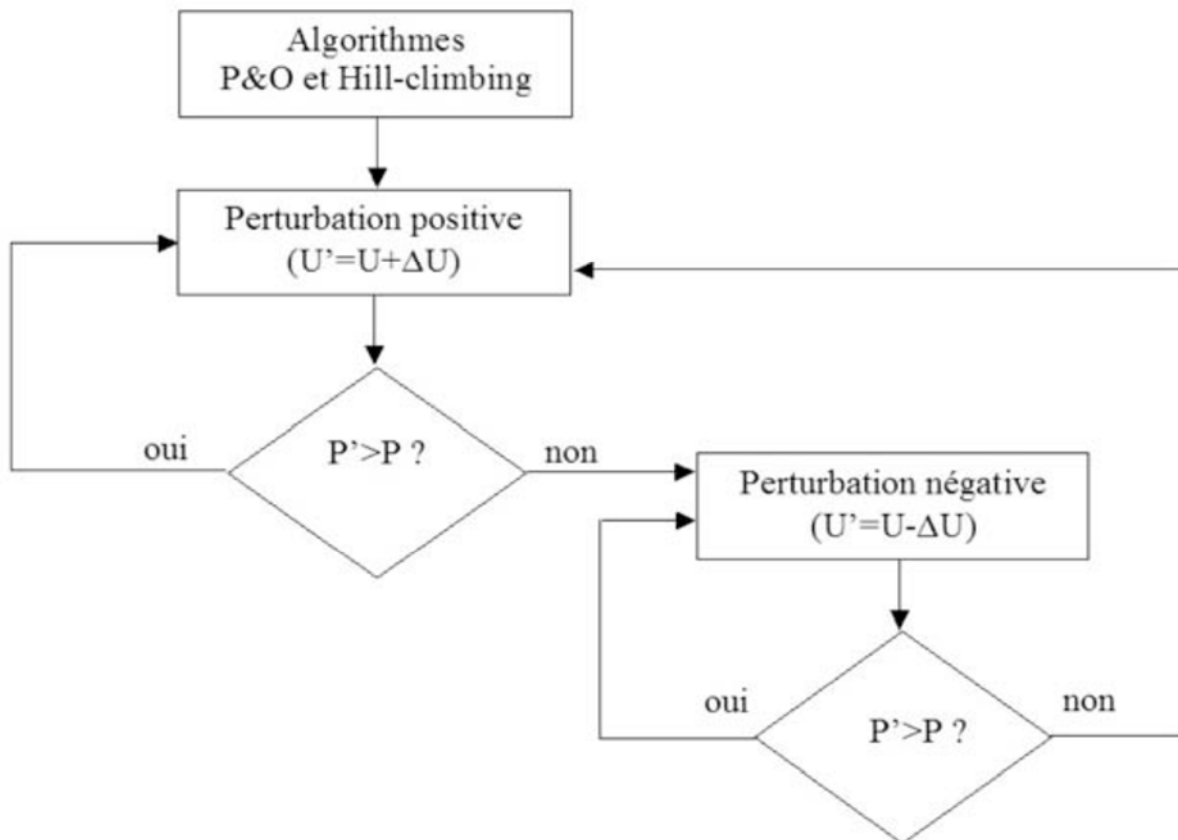 Algorithmes
P&O et Hill-climbing
Perturbation positive
(U’=U+ΔU)
oui
P’>P ?
non
Perturbation négative
(U’=U-ΔU)
oui
P’>P ?
non